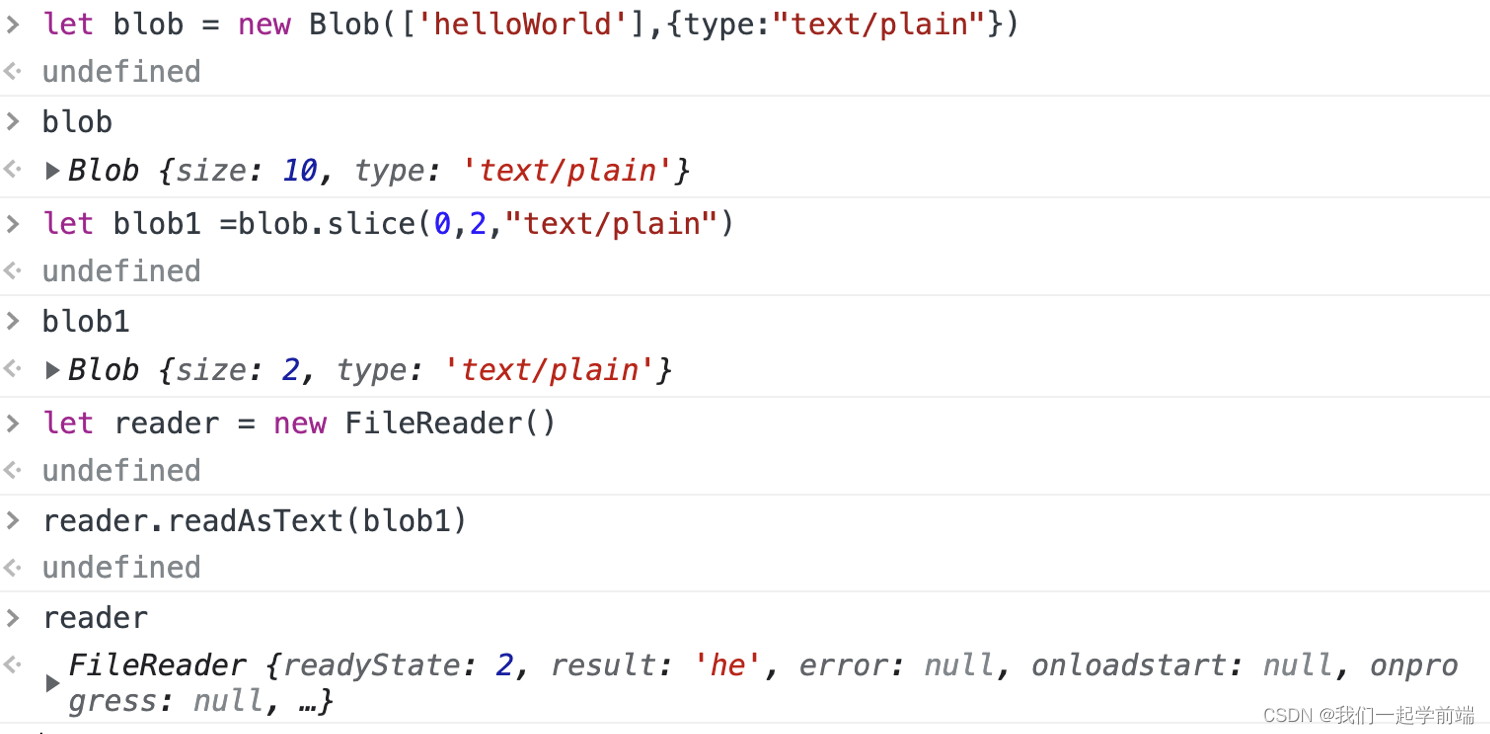 > let blob = new Blob(['helloWorld'],{type:"text/plain"})
undefined
> blob
Blob {size: 10, type: 'text/plain'}
> let blob1 =blob.slice(0,2,"text/plain")
undefined
> blob1
Blob {size: 2, type: 'text/plain'}
> let reader = new FileReader()
undefined
> reader.readAsText(blob1)
undefined
> reader
FileReader {readyState: 2, result: 'he', error: null, onloadstart: null, onpro
gress: null, …}
CSDN @我们一起学前端